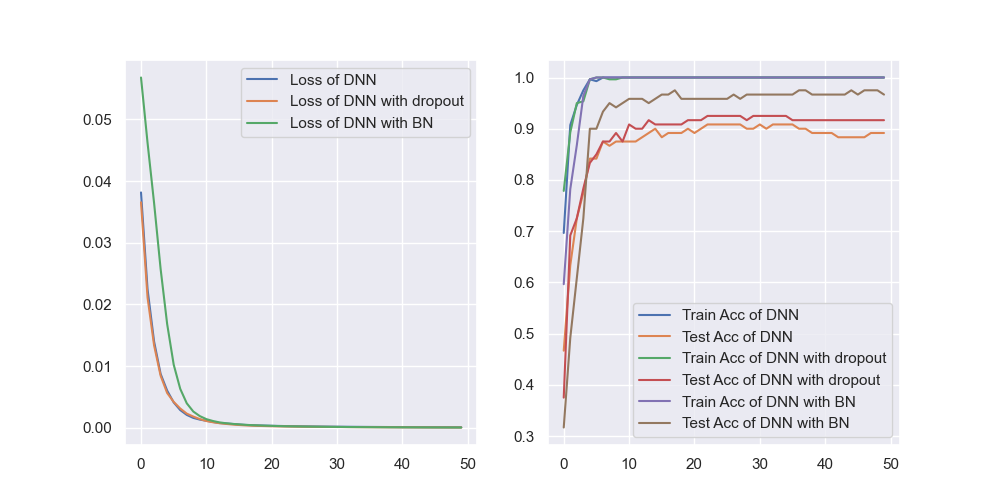 Loss of DNN
Loss of DNN with dropout
Loss of DNN with BN
0.05
0.04
0.03
0.02
0.01
0.00
0 10 20 30 40 50
1.0
0.9
0.8
0.7
0.6
0.5
0.4
0.3
Train Acc of DNN
Test Acc of DNN
Train Acc of DNN with dropout
Test Acc of DNN with dropout
Train Acc of DNN with BN
Test Acc of DNN with BN
0 10 20 30 40 50